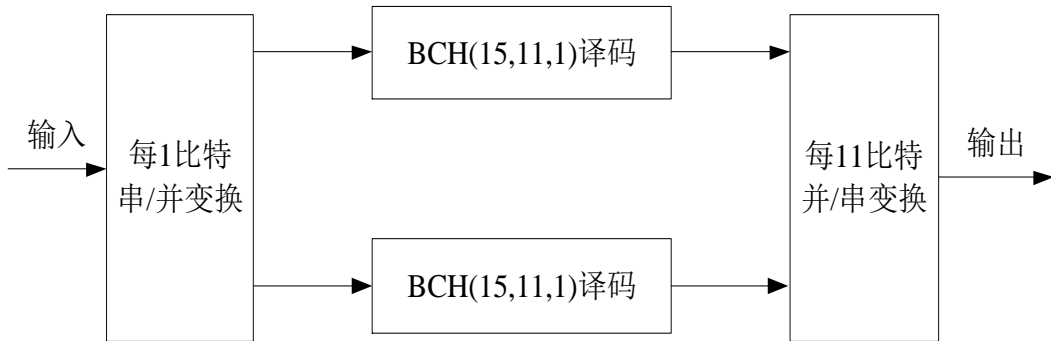 输入
每1比特
串/并变换
BCH(15,11,1)译码
BCH(15,11,1)译码
每11比特
并/串变换
输出